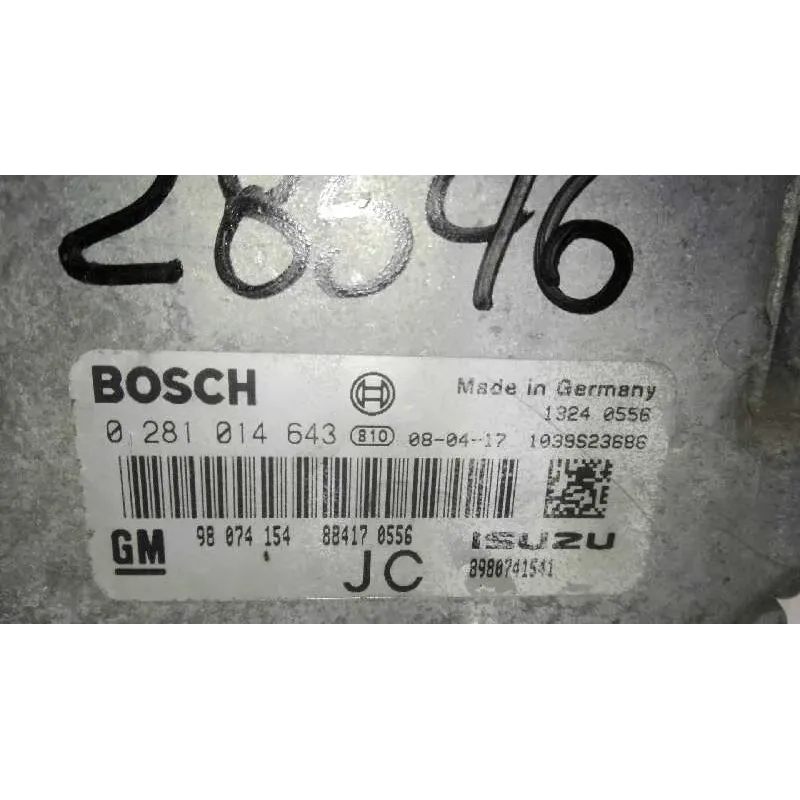 28546
BOSCH
Made in Germany
1324 0556
0 281 014 643 810 08-04-17 1039S23686
GM 98 074 154 88417 0556 ISUZU
JC 8980741541